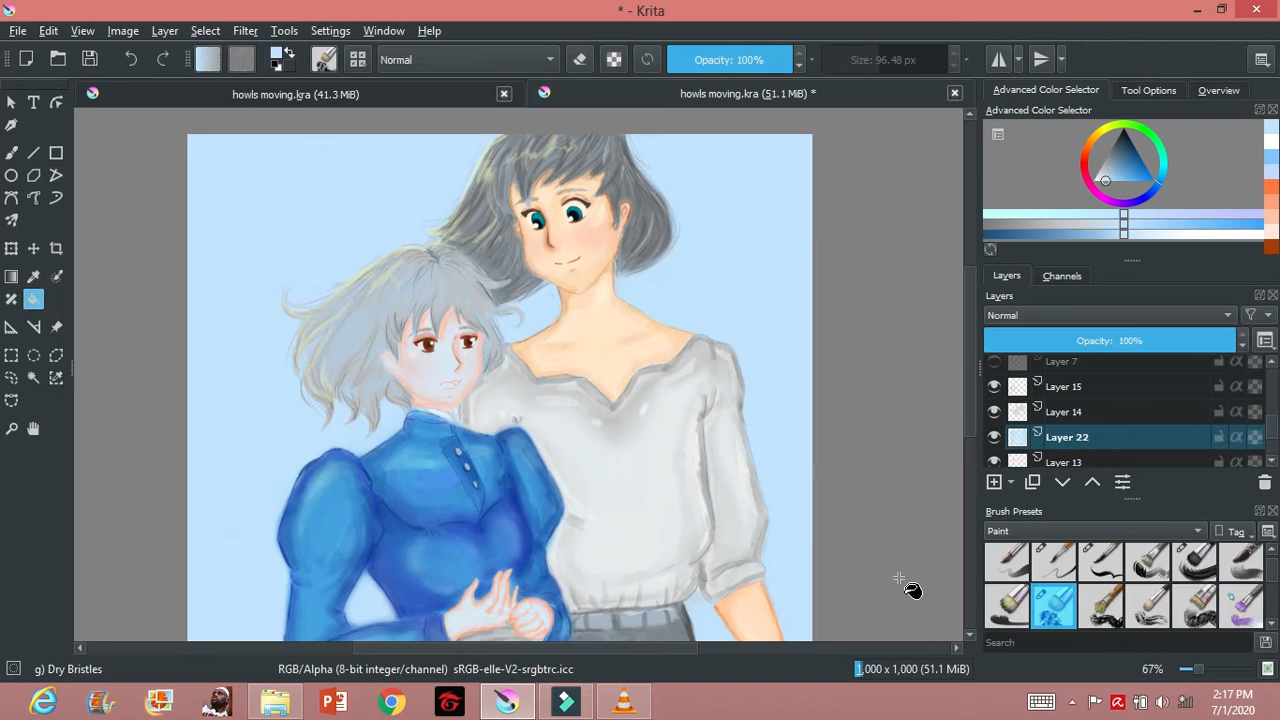 * - Krita
File Edit View Image Layer Select Filter Tools Settings Window Help
Normal Opacity: 100% Size: 96.48 px
howls moving.kra (41.3 MiB) howls moving.kra (51.1 MiB) *
Advanced Color Selector Tool Options Overview
Advanced Color Selector
Layers Channels
Layers
Normal
Opacity: 100%
Layer 7
Layer 15
Layer 14
Layer 22
Layer 13
Brush Presets
Paint Tag
Search
g) Dry Bristles RGB/Alpha (8-bit integer/channel) sRGB-elle-V2-srgbtrc.icc 1,000 x 1,000 (51.1 MiB) 67%
2:17 PM
7/1/2020